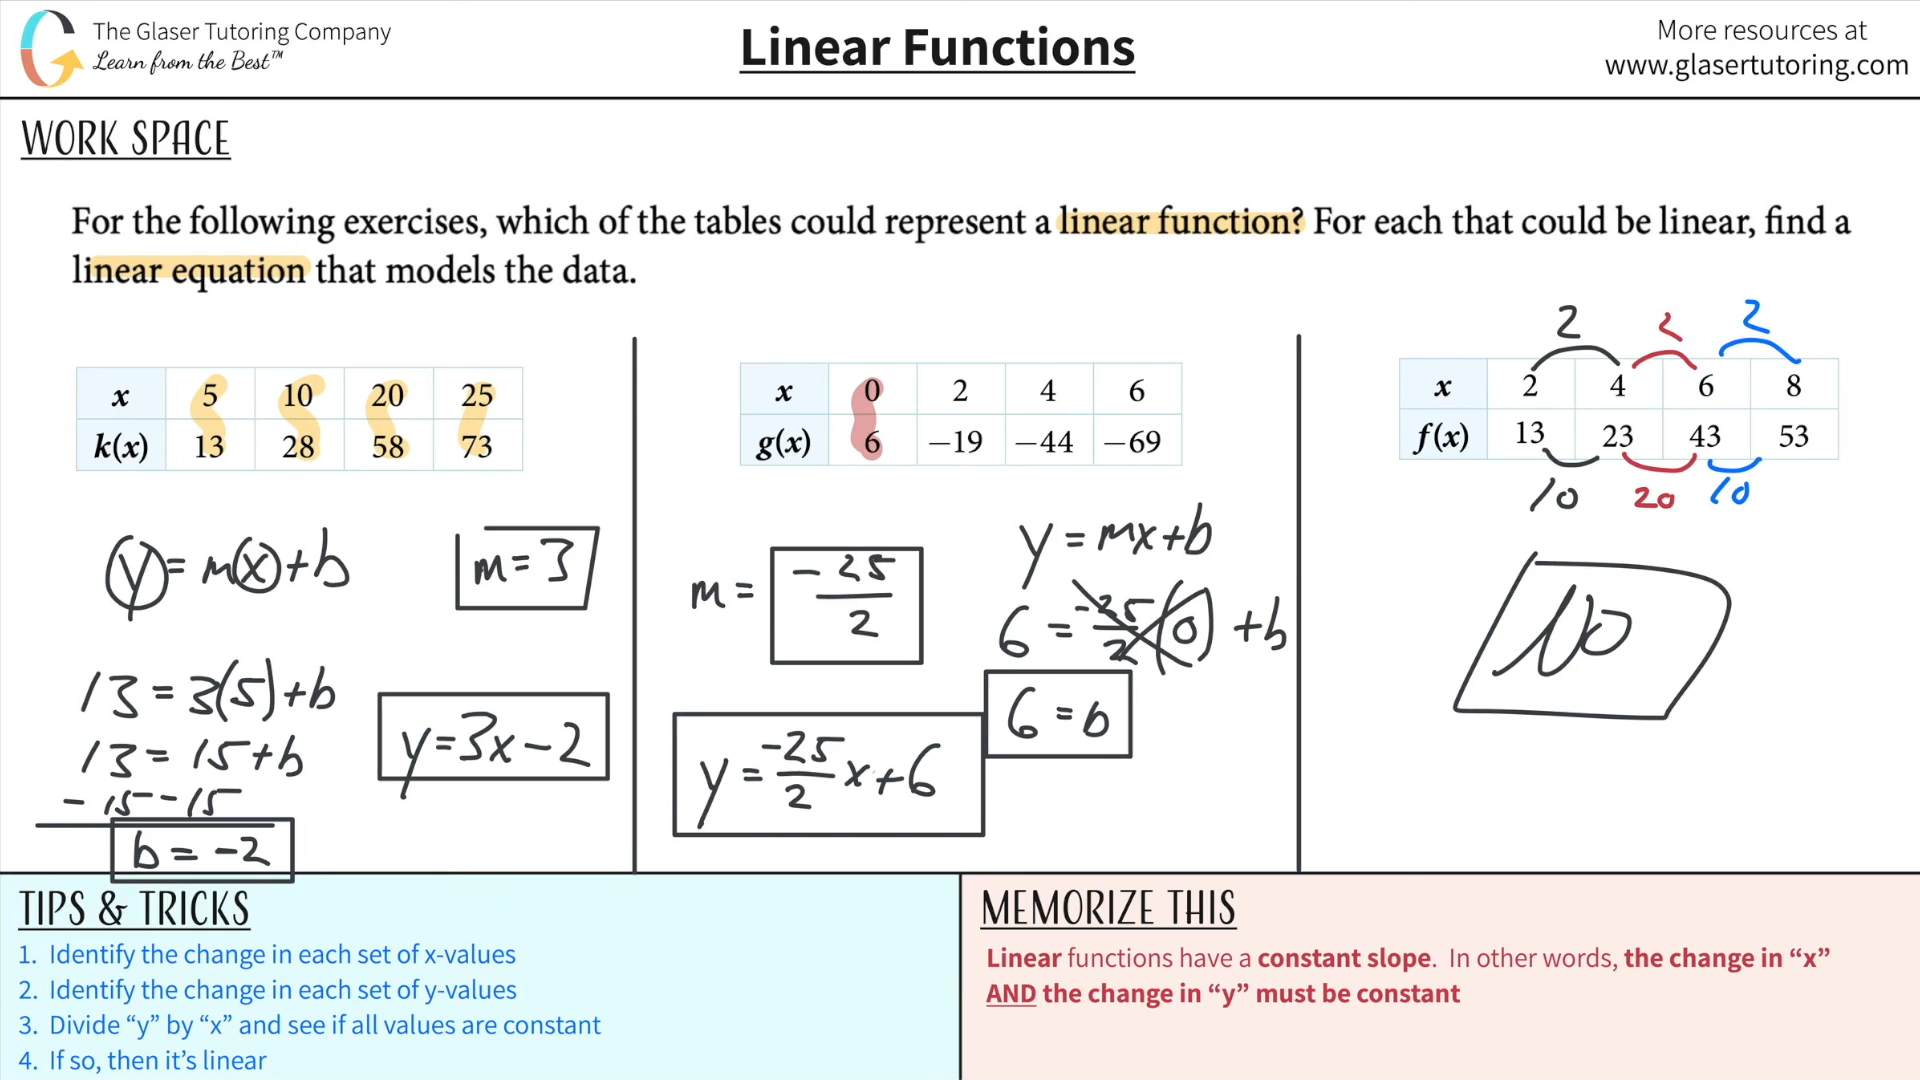 The Glaser Tutoring Company
Learn from the Best™
Linear Functions
More resources at
www.glasertutoring.com
WORK SPACE
For the following exercises, which of the tables could represent a linear function? For each that could be linear, find a
linear equation that models the data.
x 5 10 20 25
k(x) 13 28 58 73
y = m(x) + b
m = 3
13 = 3(5) + b
13 = 15 + b
- 15 - 15
b = -2
y = 3x - 2
x 0 2 4 6
g(x) 6 −19 −44 −69
m = - 25/2
y = mx + b
6 = -25/2 (0) + b
6 = b
y = -25/2 x + 6
2 2 2
x 2 4 6 8
f(x) 13 23 43 53
10 20 10
NO
TIPS & TRICKS
1. Identify the change in each set of x-values
2. Identify the change in each set of y-values
3. Divide “y” by “x” and see if all values are constant
4. If so, then it’s linear
MEMORIZE THIS
Linear functions have a constant slope. In other words, the change in “x”
AND the change in “y” must be constant